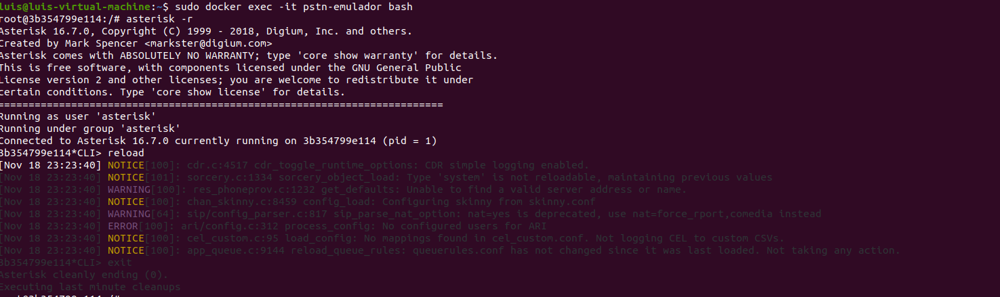 luis@luis-virtual-machine:~$ sudo docker exec -it pstn-emulador bash
root@3b354799e114:/# asterisk -r
Asterisk 16.7.0, Copyright (C) 1999 - 2018, Digium, Inc. and others.
Created by Mark Spencer <markster@digium.com>
Asterisk comes with ABSOLUTELY NO WARRANTY; type 'core show warranty' for details.
This is free software, with components licensed under the GNU General Public
License version 2 and other licenses; you are welcome to redistribute it under
certain conditions. Type 'core show license' for details.
=========================================================================
Running as user 'asterisk'
Running under group 'asterisk'
Connected to Asterisk 16.7.0 currently running on 3b354799e114 (pid = 1)
3b354799e114*CLI> reload
[Nov 18 23:23:40] NOTICE[100]: cdr.c:4517 cdr_toggle_runtime_options: CDR simple logging enabled.
[Nov 18 23:23:40] NOTICE[101]: sorcery.c:1334 sorcery_object_load: Type 'system' is not reloadable, maintaining previous values
[Nov 18 23:23:40] WARNING[100]: res_phoneprov.c:1232 get_defaults: Unable to find a valid server address or name.
[Nov 18 23:23:40] NOTICE[100]: chan_skinny.c:8459 config_load: Configuring skinny from skinny.conf
[Nov 18 23:23:40] WARNING[64]: sip/config_parser.c:817 sip_parse_nat_option: nat=yes is deprecated, use nat=force_rport,comedia instead
[Nov 18 23:23:40] ERROR[100]: ari/config.c:312 process_config: No configured users for ARI
[Nov 18 23:23:40] NOTICE[100]: cel_custom.c:95 load_config: No mappings found in cel_custom.conf. Not logging CEL to custom CSVs.
[Nov 18 23:23:40] NOTICE[100]: app_queue.c:9144 reload_queue_rules: queuerules.conf has not changed since it was last loaded. Not taking any action.
3b354799e114*CLI> exit
Asterisk cleanly ending (0).
Executing last minute cleanups
root@3b354799e114:/#